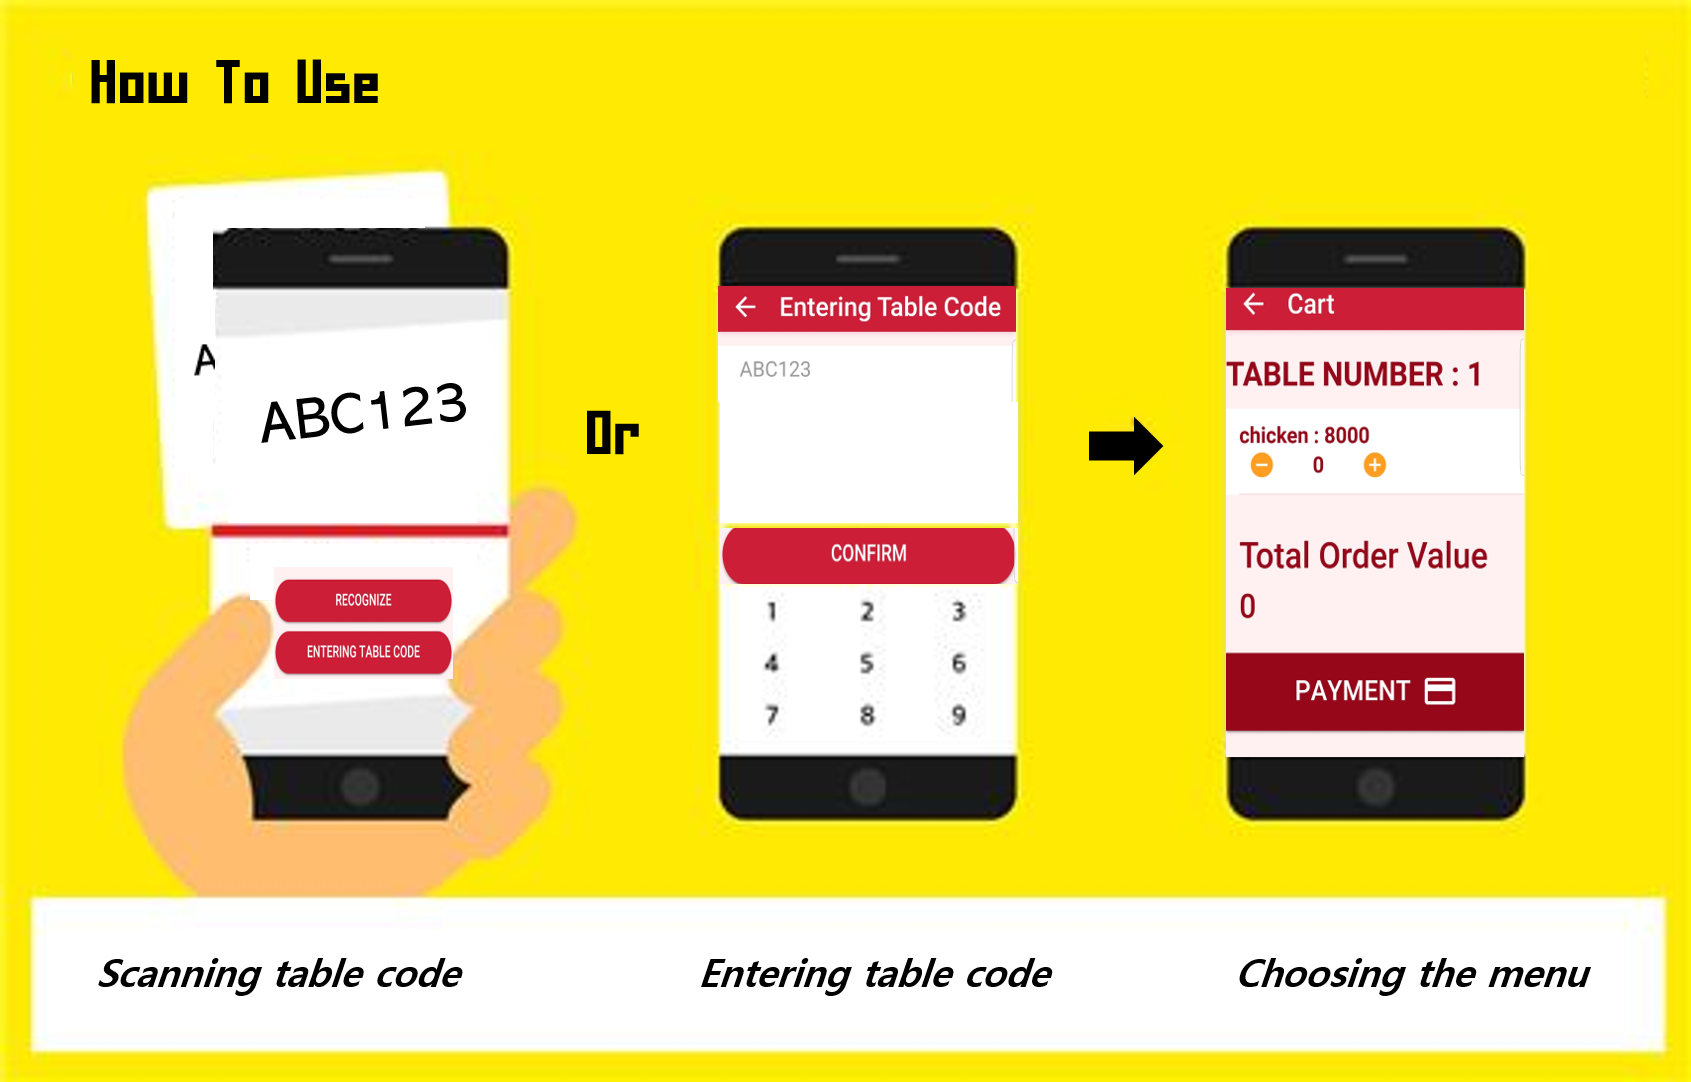 How To Use
A
ABC123
RECOGNIZE
ENTERING TABLE CODE
Or
Entering Table Code
ABC123
CONFIRM
1 2 3
4 5 6
7 8 9
Cart
TABLE NUMBER : 1
chicken : 8000
0
Total Order Value
0
PAYMENT
Scanning table code
Entering table code
Choosing the menu